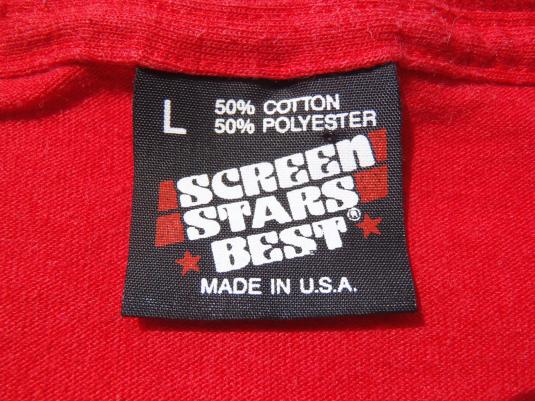 L
50% COTTON
50% POLYESTER
SCREEN
STARS
BEST®
MADE IN U.S.A.